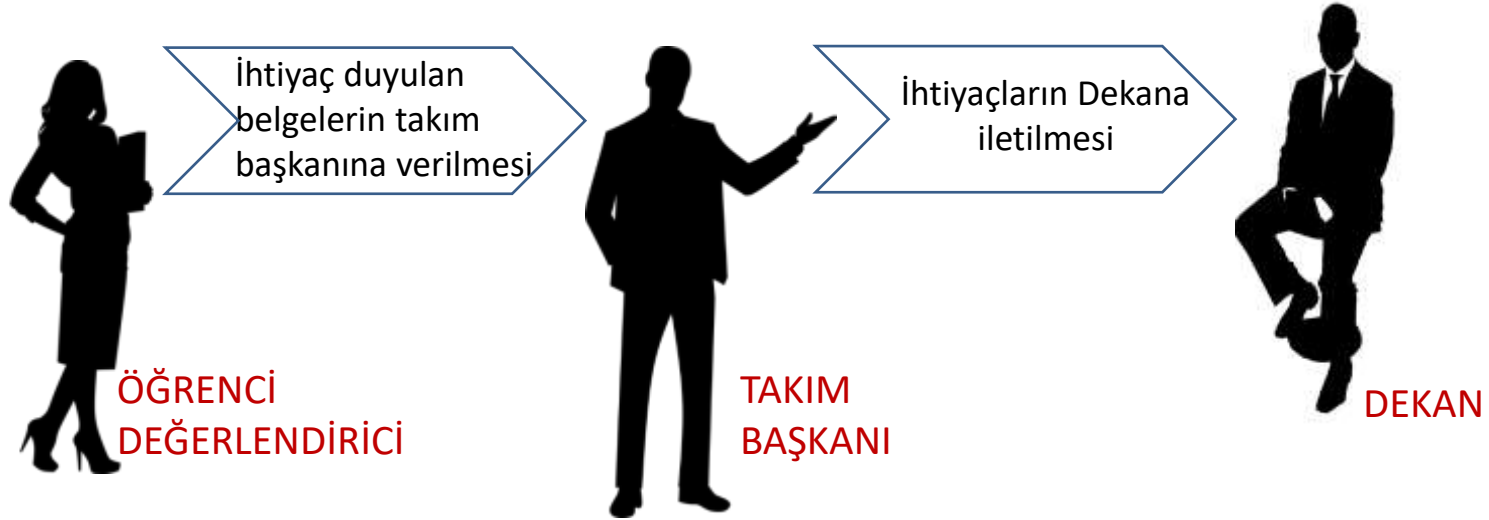 İhtiyaç duyulan
belgelerin takım
başkanına verilmesi
İhtiyaçların Dekana
iletilmesi
ÖĞRENCİ
DEĞERLENDİRİCİ
TAKIM
BAŞKANI
DEKAN